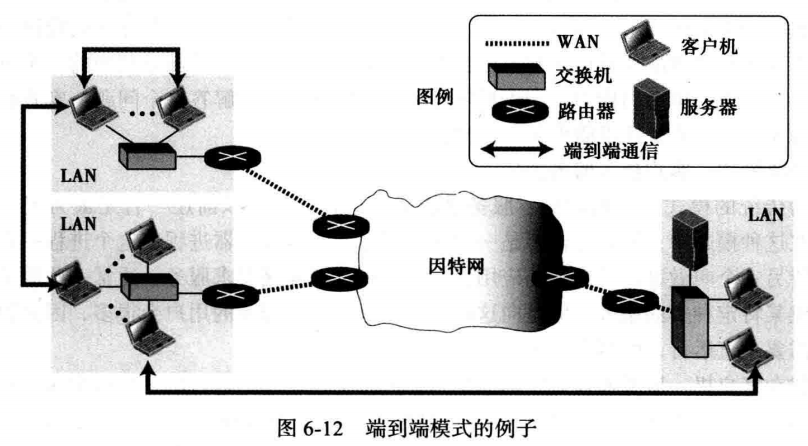 图例
WAN
客户机
交换机
路由器
服务器
端到端通信
LAN
LAN
因特网
LAN
图 6-12 端到端模式的例子